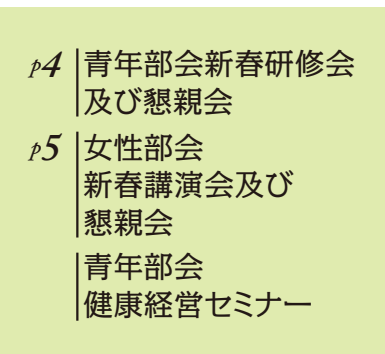 p4 青年部会新春研修会
及び懇親会
p5 女性部会
新春講演会及び
懇親会
青年部会
健康経営セミナー